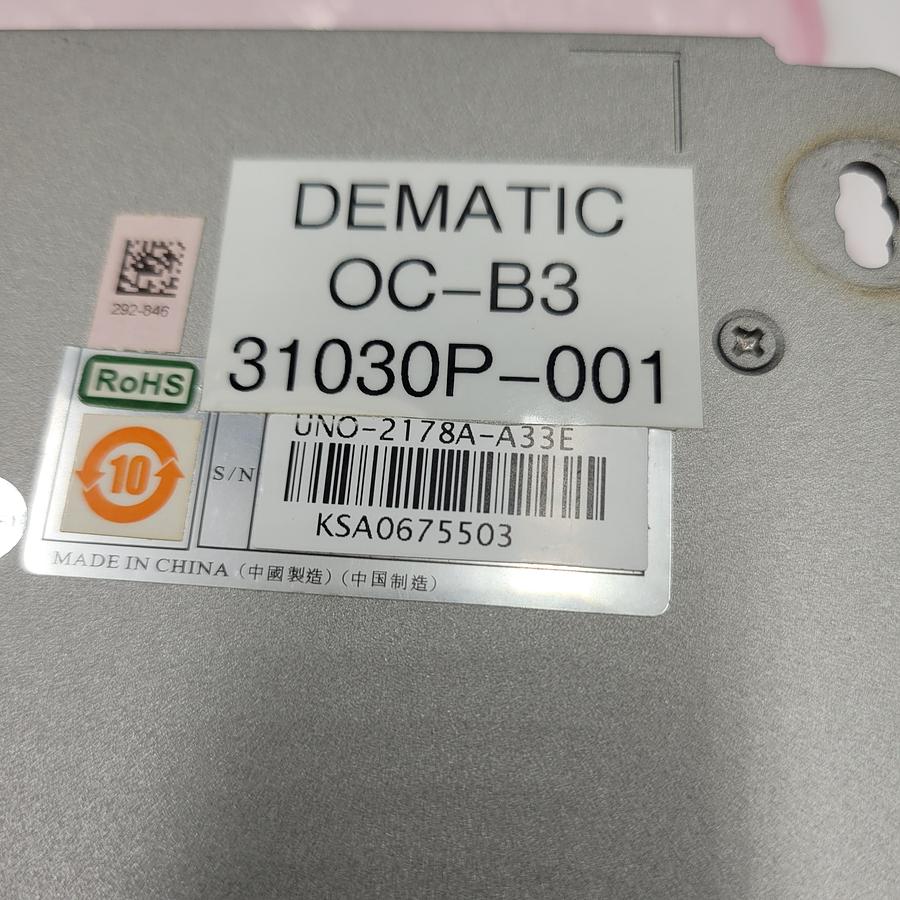 DEMATIC
OC-B3
31030P-001
292-846
RoHS
10
UNO-2178A-A33E
S/N
KSA0675503
MADE IN CHINA (中國製造) (中国制造)